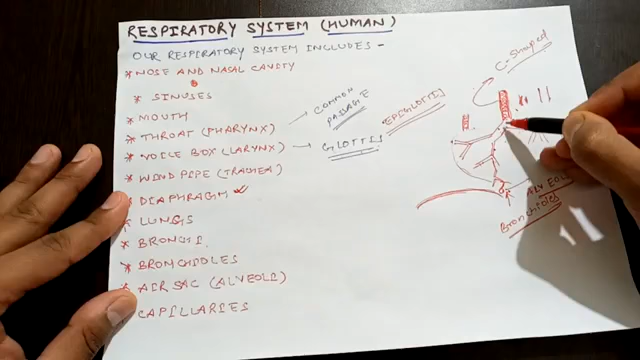 RESPIRATORY SYSTEM (HUMAN)
OUR RESPIRATORY SYSTEM INCLUDES -
* NOSE AND NASAL CAVITY
* SINUSES
* MOUTH
* THROAT (PHARYNX)
* VOICE BOX (LARYNX)
* WIND PIPE (TRACHEA)
* DIAPHRAGM
* LUNGS
* BRONCHI
* BRONCHIOLES
* AIR SAC (ALVEOLI)
* CAPILLARIES
COMMON
PASSAGE
GLOTTIS
EPIGLOTTIS
C-Shaped
Bronchioles